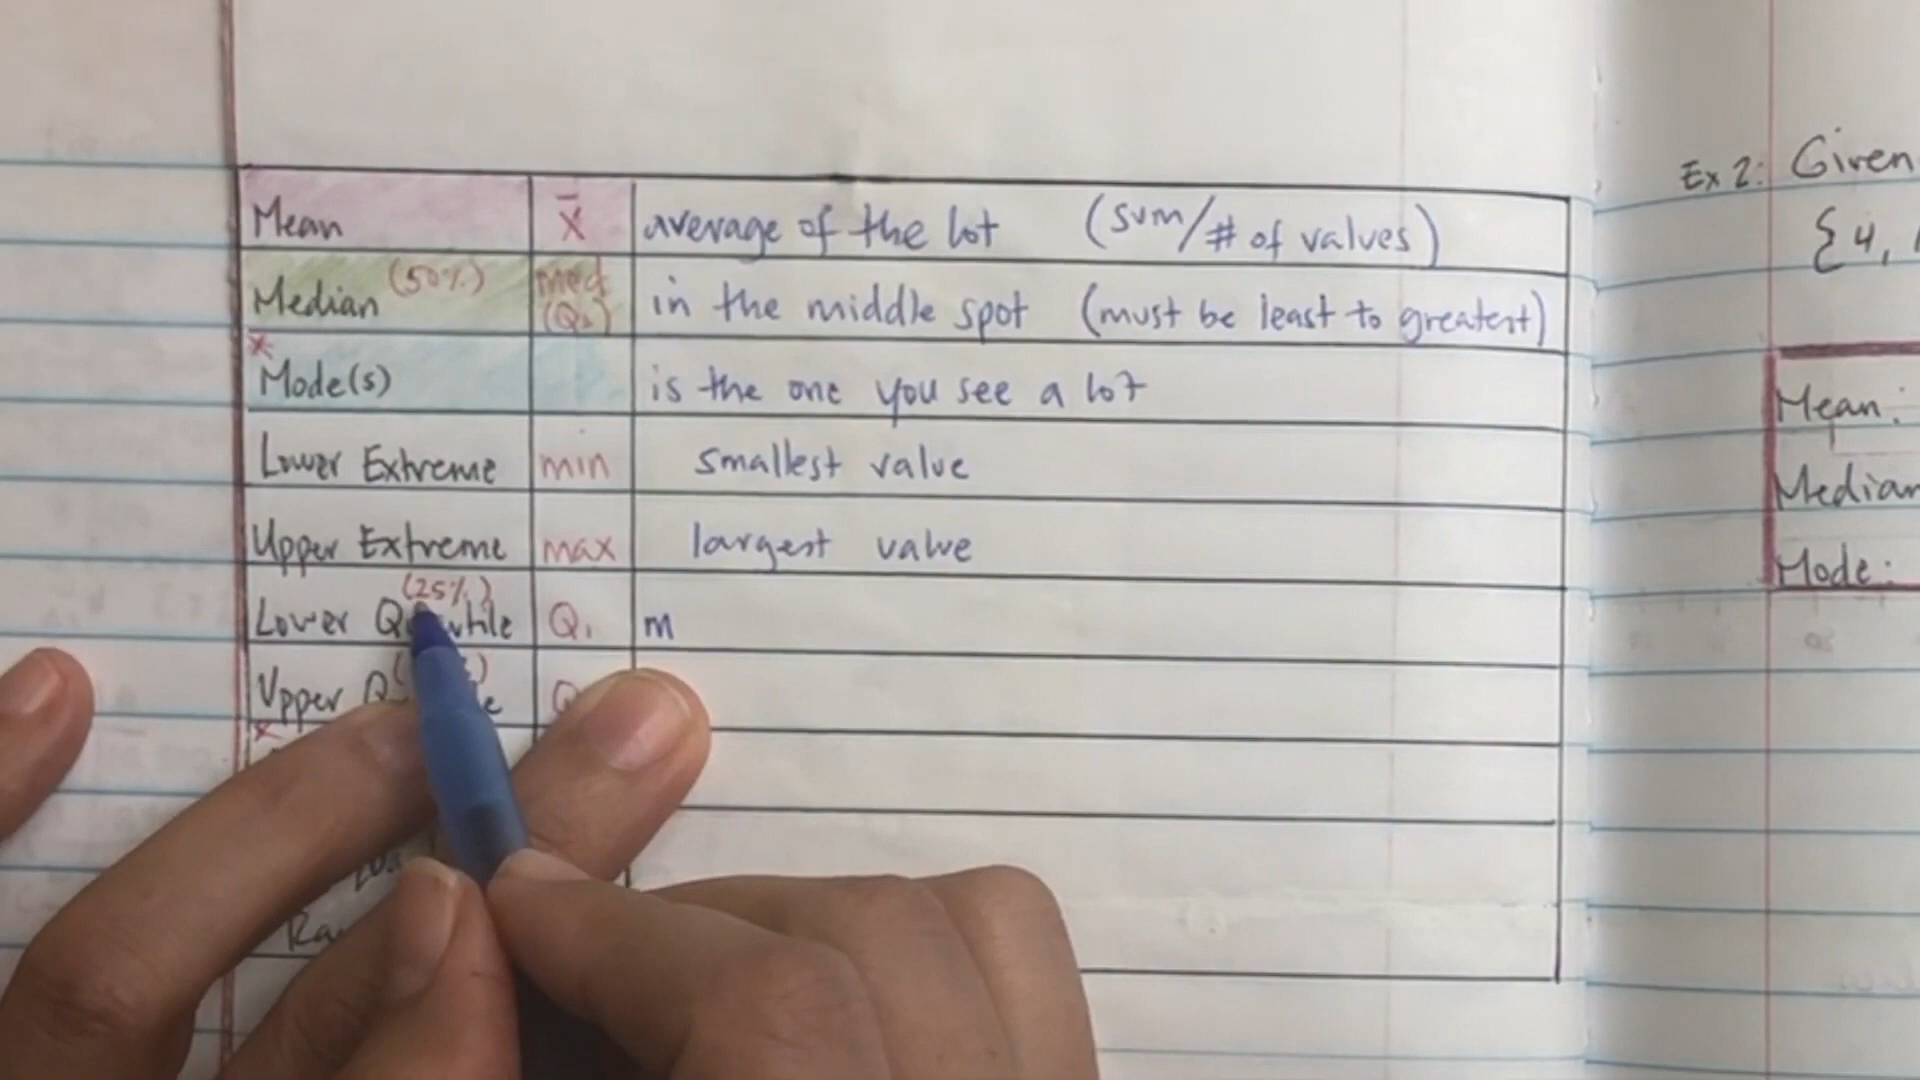 Mean x̄ average of the lot (sum/# of values)
Median (50%) med (Q₂) in the middle spot (must be least to greatest)
* Mode(s) is the one you see a lot
Lower Extreme min smallest value
Upper Extreme max largest value
Lower (25%) Q₁ m
Upper
*
Ex 2: Given
{4,
Mean:
Median
Mode: